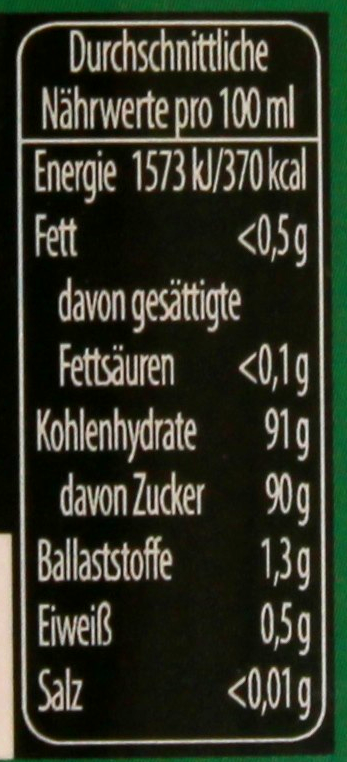 Durchschnittliche
Nährwerte pro 100 ml
Energie 1573 kJ/370 kcal
Fett <0,5 g
davon gesättigte
Fettsäuren <0,1 g
Kohlenhydrate 91 g
davon Zucker 90 g
Ballaststoffe 1,3 g
Eiweiß 0,5 g
Salz <0,01 g